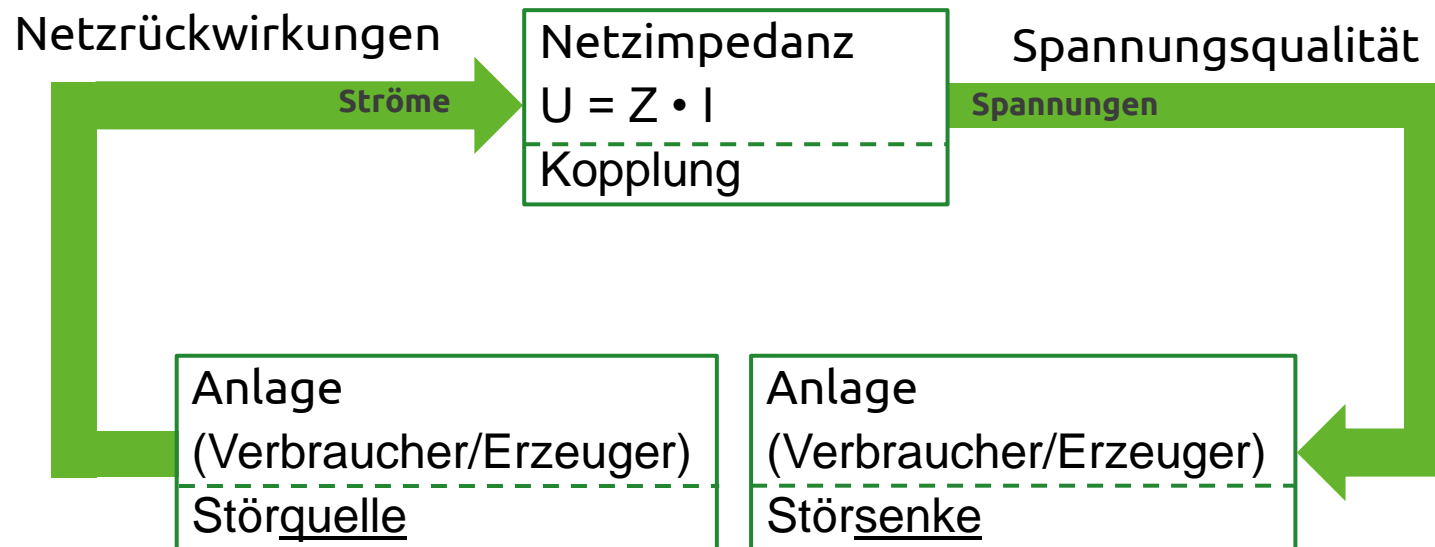 Netzrückwirkungen
Ströme
Netzimpedanz
U = Z • I
Kopplung
Spannungsqualität
Spannungen
Anlage
(Verbraucher/Erzeuger)
Störquelle
Anlage
(Verbraucher/Erzeuger)
Störsenke